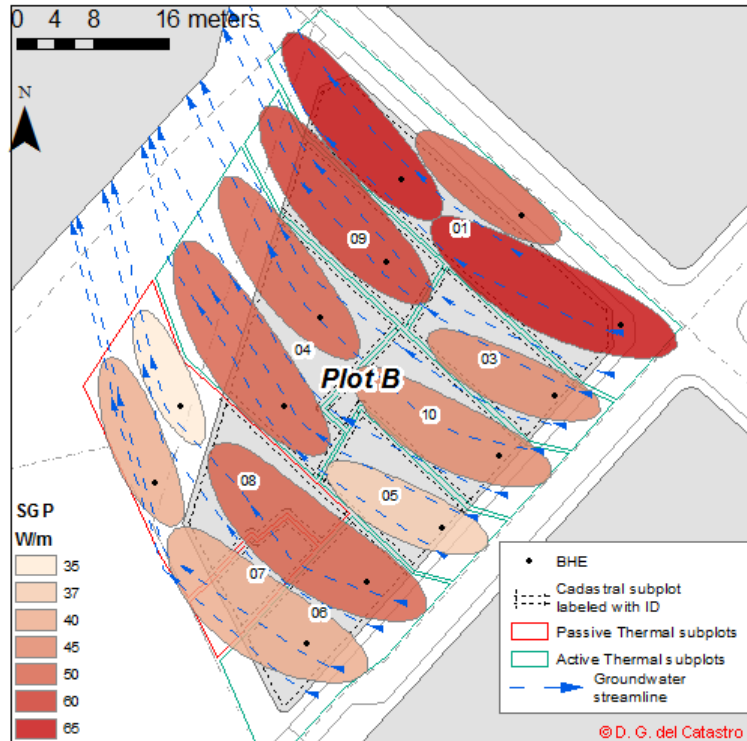 0 4 8 16 meters
N
01
09
04
03
Plot B
10
08
05
07
06
SGP
W/m
35
37
40
45
50
60
65
BHE
Cadastral subplot
labeled with ID
Passive Thermal subplots
Active Thermal subplots
Groundwater
streamline
© D. G. del Catastro